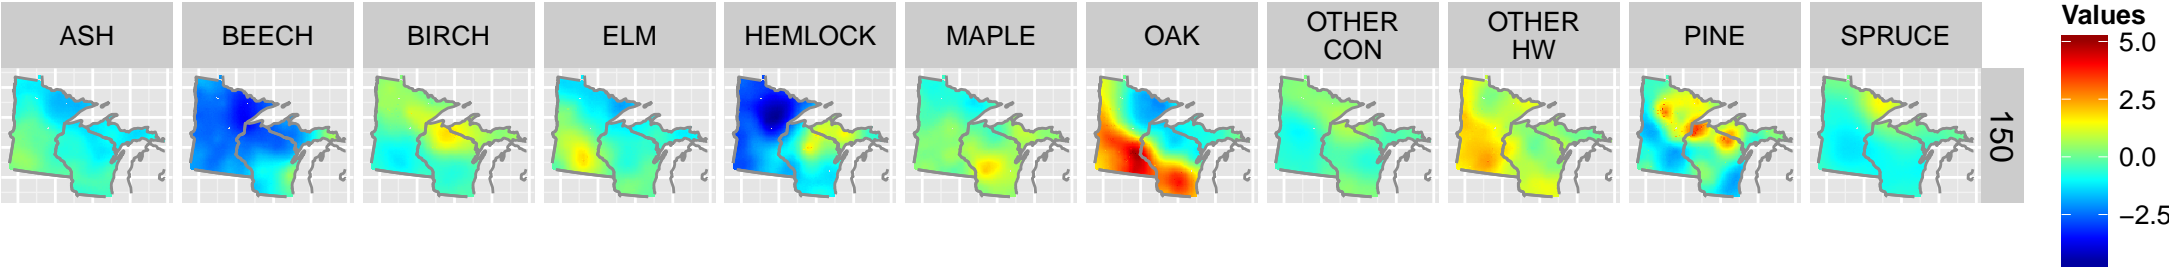 ASH
BEECH
BIRCH
ELM
HEMLOCK
MAPLE
OAK
OTHER
CON
OTHER
HW
PINE
SPRUCE
150
Values
5.0
2.5
0.0
−2.5